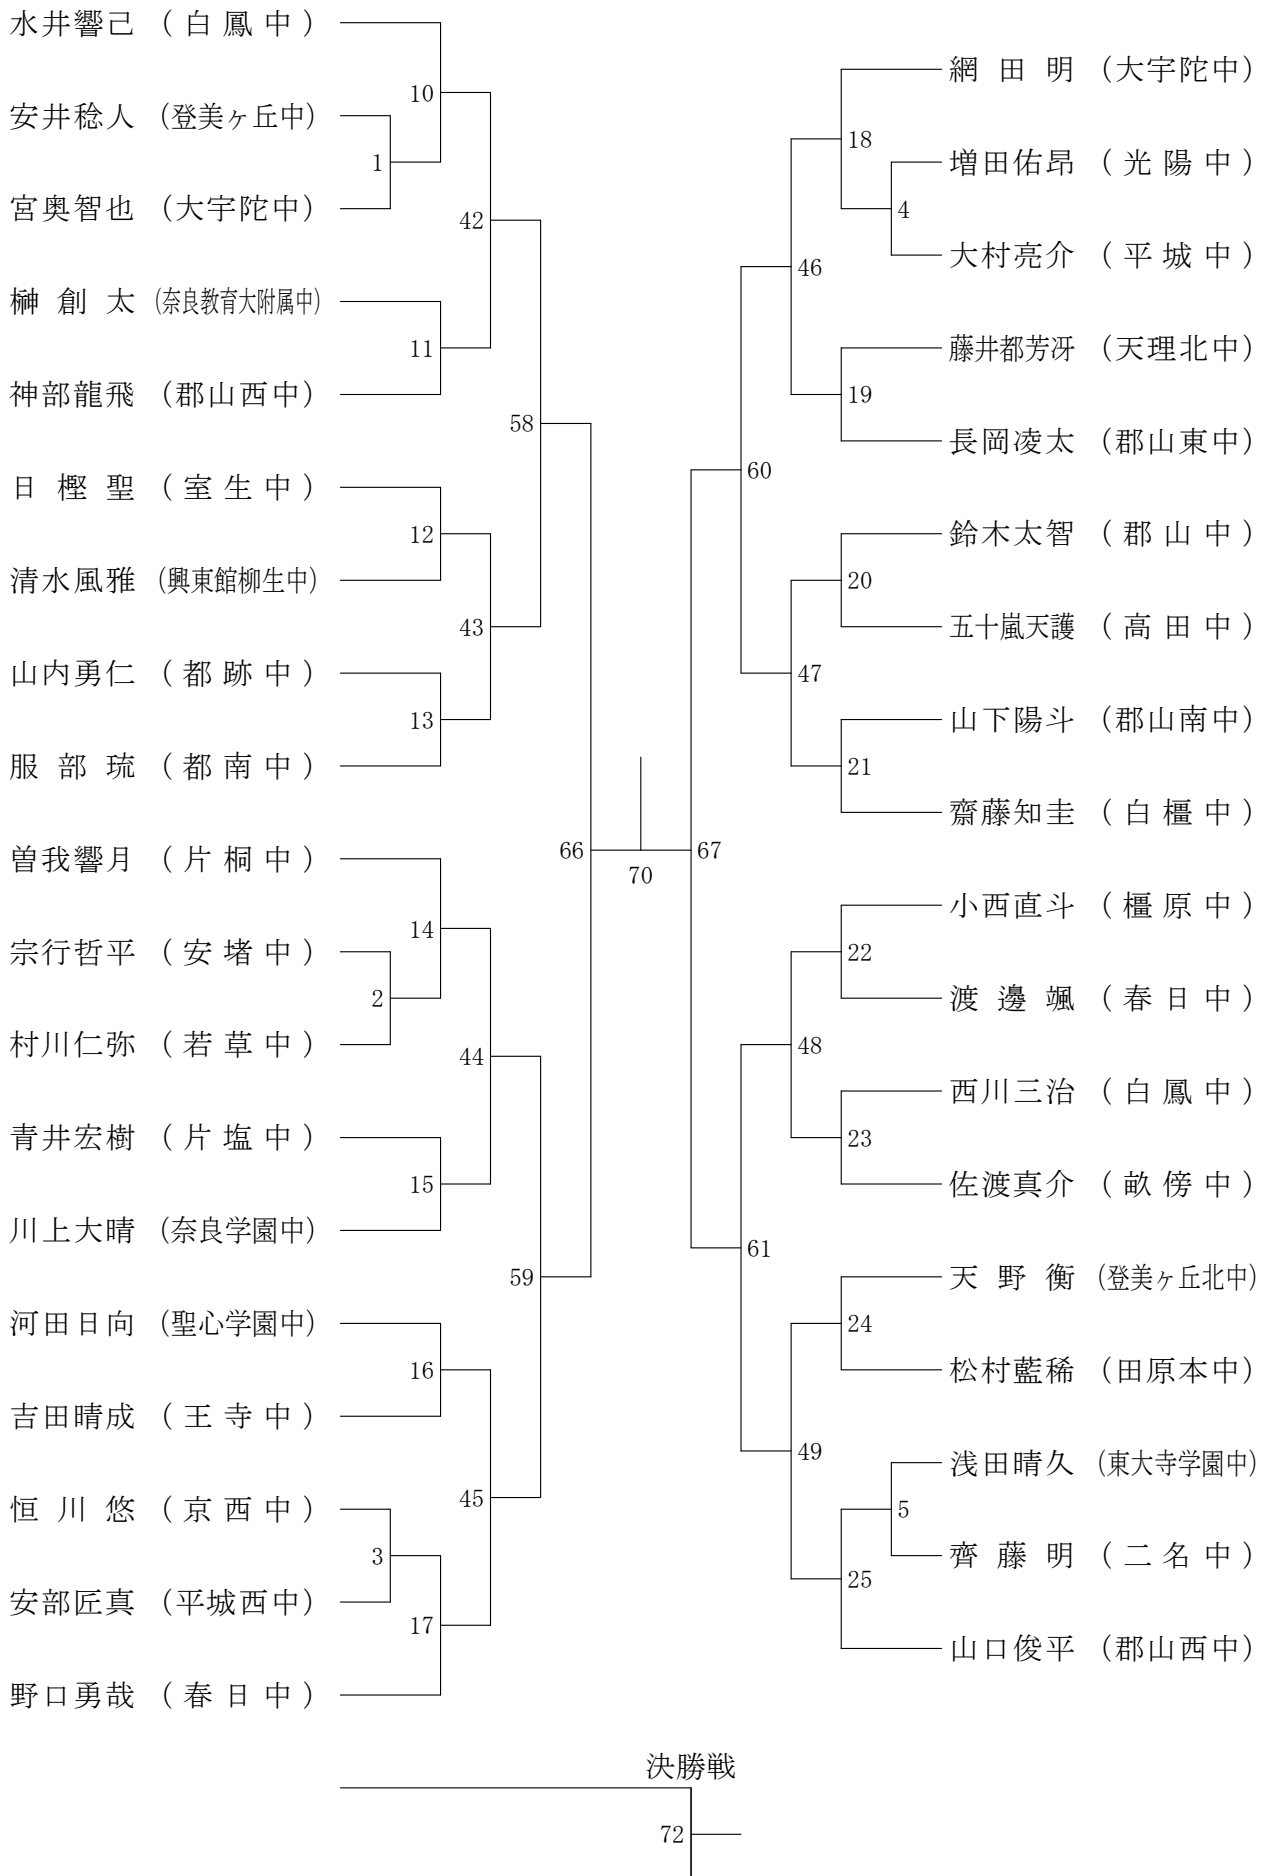 水井響己 (白鳳中)
安井稔人 (登美ヶ丘中)
宮奥智也 (大宇陀中)
榊創太 (奈良教育大附属中)
神部龍飛 (郡山西中)
日樫聖 (室生中)
清水風雅 (興東館柳生中)
山内勇仁 (都跡中)
服部琉 (都南中)
曽我響月 (片桐中)
宗行哲平 (安堵中)
村川仁弥 (若草中)
青井宏樹 (片塩中)
川上大晴 (奈良学園中)
河田日向 (聖心学園中)
吉田晴成 (王寺中)
恒川悠 (京西中)
安部匠真 (平城西中)
野口勇哉 (春日中)
1
2
3
10
11
12
13
14
15
16
17
42
43
44
45
58
59
66
70
67
60
61
46
47
48
49
18
19
20
21
22
23
24
25
4
5
網田明 (大宇陀中)
増田佑昂 (光陽中)
大村亮介 (平城中)
藤井都芳冴 (天理北中)
長岡凌太 (郡山東中)
鈴木太智 (郡山中)
五十嵐天護 (高田中)
山下陽斗 (郡山南中)
齋藤知圭 (白橿中)
小西直斗 (橿原中)
渡邊颯 (春日中)
西川三治 (白鳳中)
佐渡真介 (畝傍中)
天野衡 (登美ヶ丘北中)
松村藍稀 (田原本中)
浅田晴久 (東大寺学園中)
齊藤明 (二名中)
山口俊平 (郡山西中)
決勝戦
72